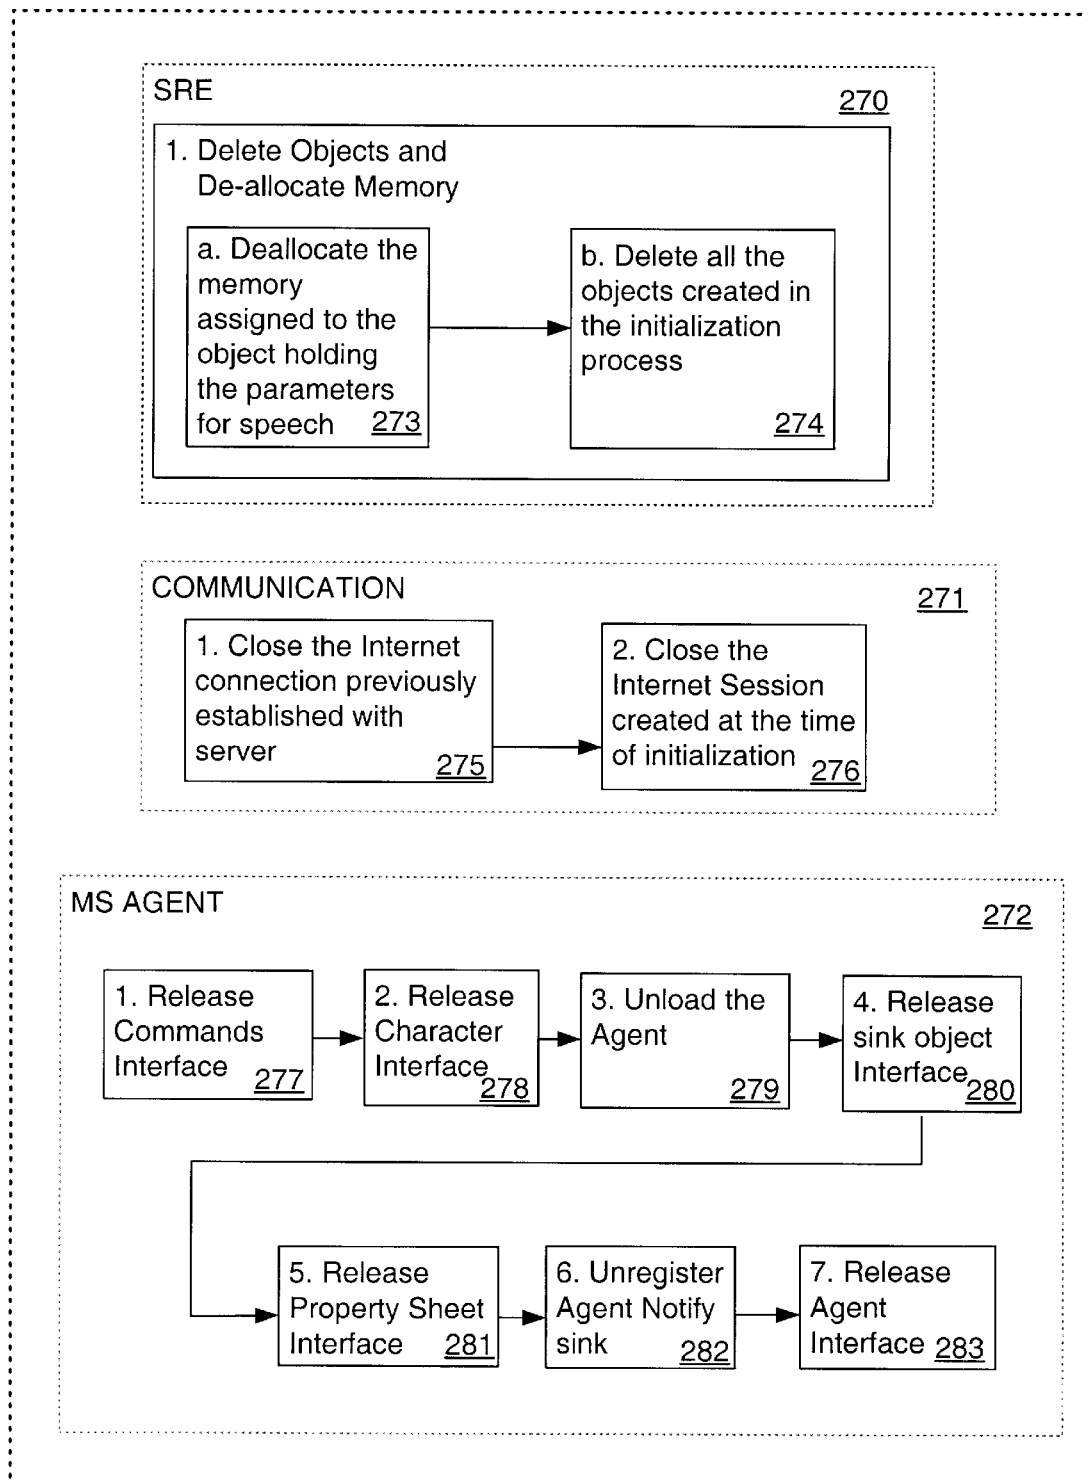 SRE
270
1. Delete Objects and
De-allocate Memory
a. Deallocate the
memory
assigned to the
object holding
the parameters
for speech 273
b. Delete all the
objects created in
the initialization
process
274
COMMUNICATION
271
1. Close the Internet
connection previously
established with
server
275
2. Close the
Internet Session
created at the time
of initialization 276
MS AGENT
272
1. Release
Commands
Interface 277
2. Release
Character
Interface 278
3. Unload the
Agent
279
4. Release
sink object
Interface 280
5. Release
Property Sheet
Interface 281
6. Unregister
Agent Notify
sink 282
7. Release
Agent
Interface 283